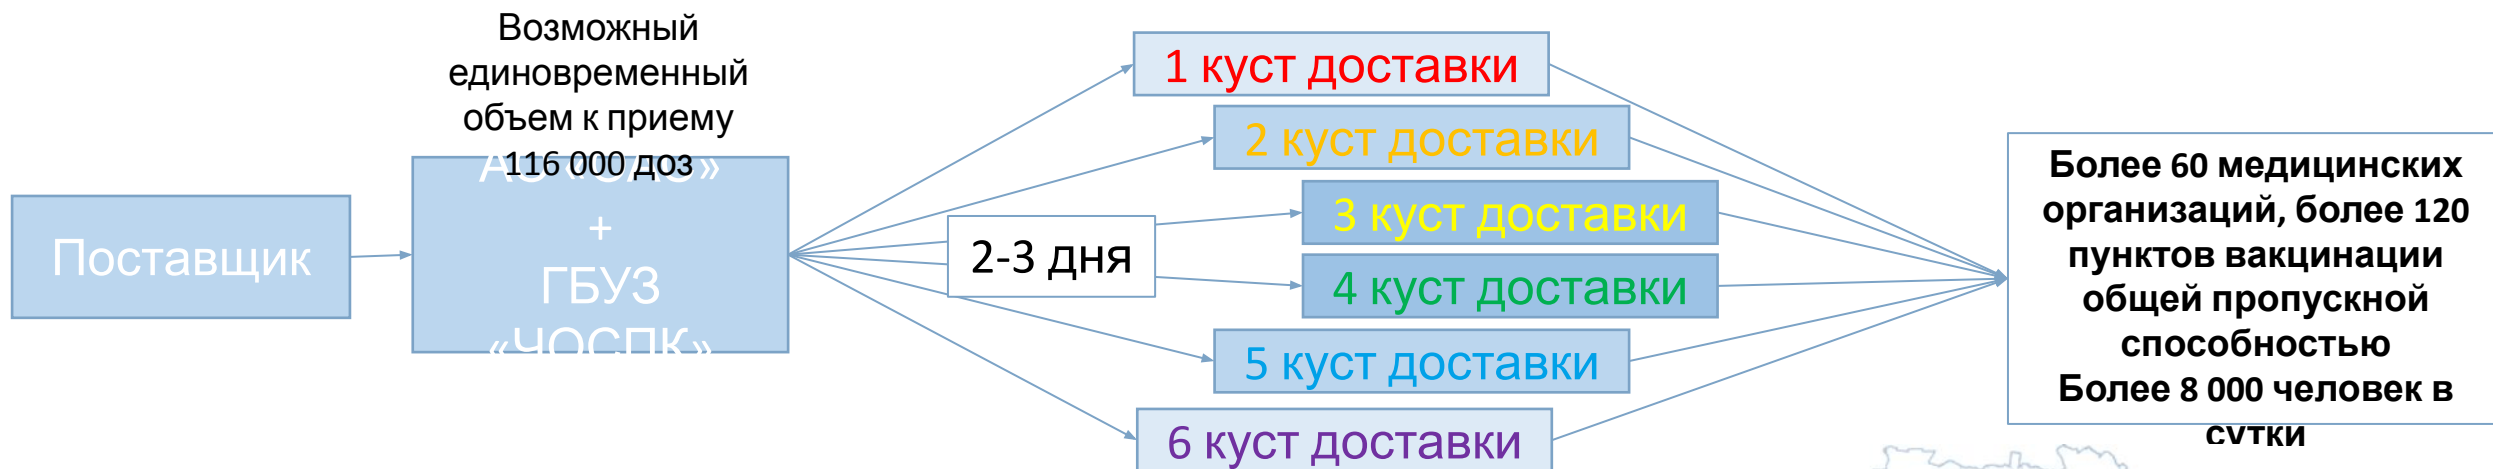 Возможный
единовременный
объем к приему
116 000 доз
Поставщик
+
ГБУЗ
«ЧОСПК»
2-3 дня
1 куст доставки
2 куст доставки
3 куст доставки
4 куст доставки
5 куст доставки
6 куст доставки
Более 60 медицинских
организаций, более 120
пунктов вакцинации
общей пропускной
способностью
Более 8 000 человек в
сутки